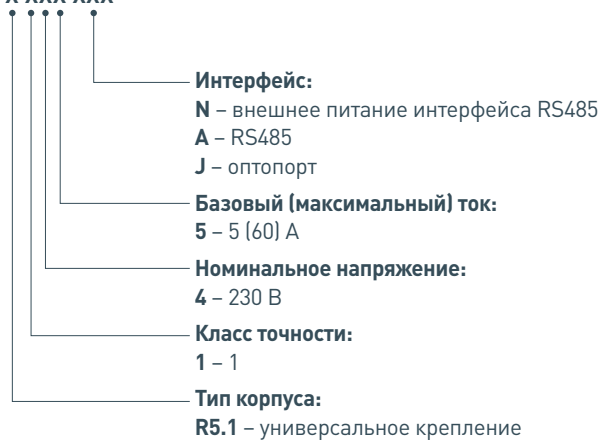 Интерфейс:
N – внешнее питание интерфейса RS485
A – RS485
J – оптопорт
Базовый (максимальный) ток:
5 – 5 (60) А
Номинальное напряжение:
4 – 230 В
Класс точности:
1 – 1
Тип корпуса:
R5.1 – универсальное крепление